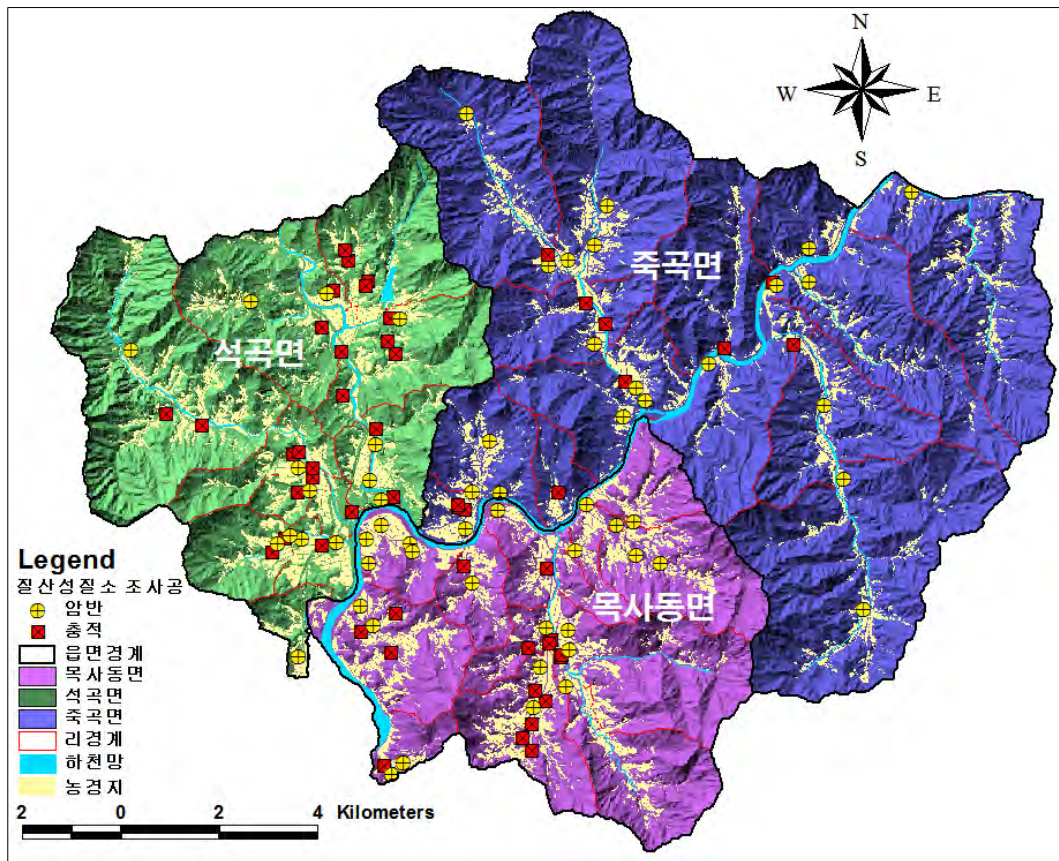 N
W E
S
죽곡면
석곡면
목사동면
Legend
질산성질소 조사공
암반
충적
읍면경계
목사동면
석곡면
죽곡면
리경계
하천망
농경지
2 0 2 4 Kilometers